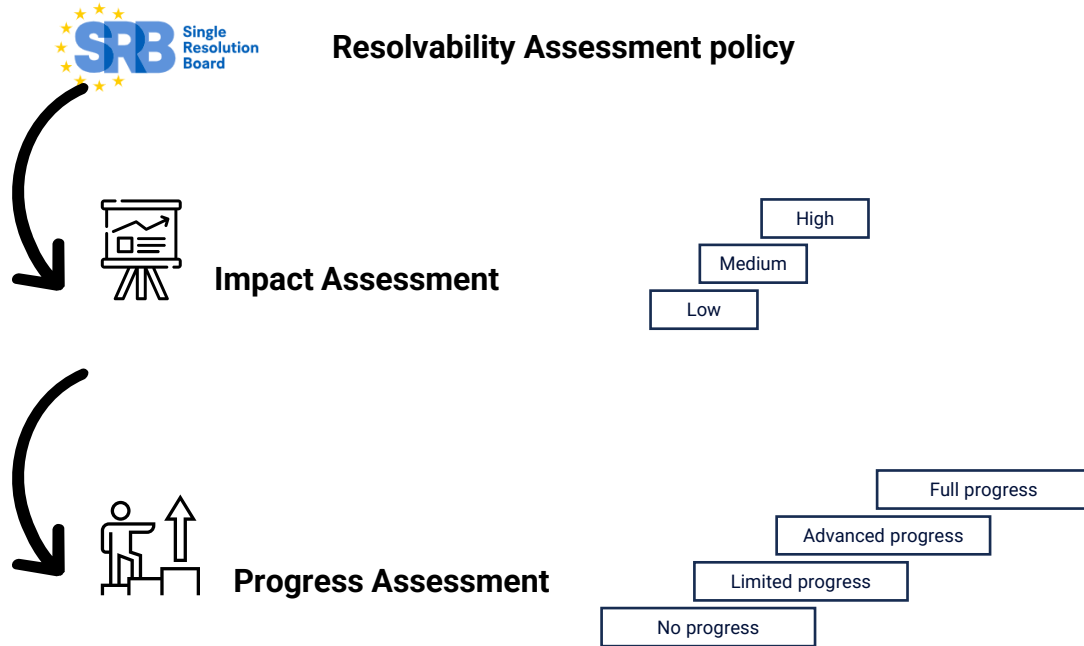 SRB
Single
Resolution
Board
Resolvability Assessment policy
High
Medium
Impact Assessment
Low
Full progress
Advanced progress
Progress Assessment
Limited progress
No progress